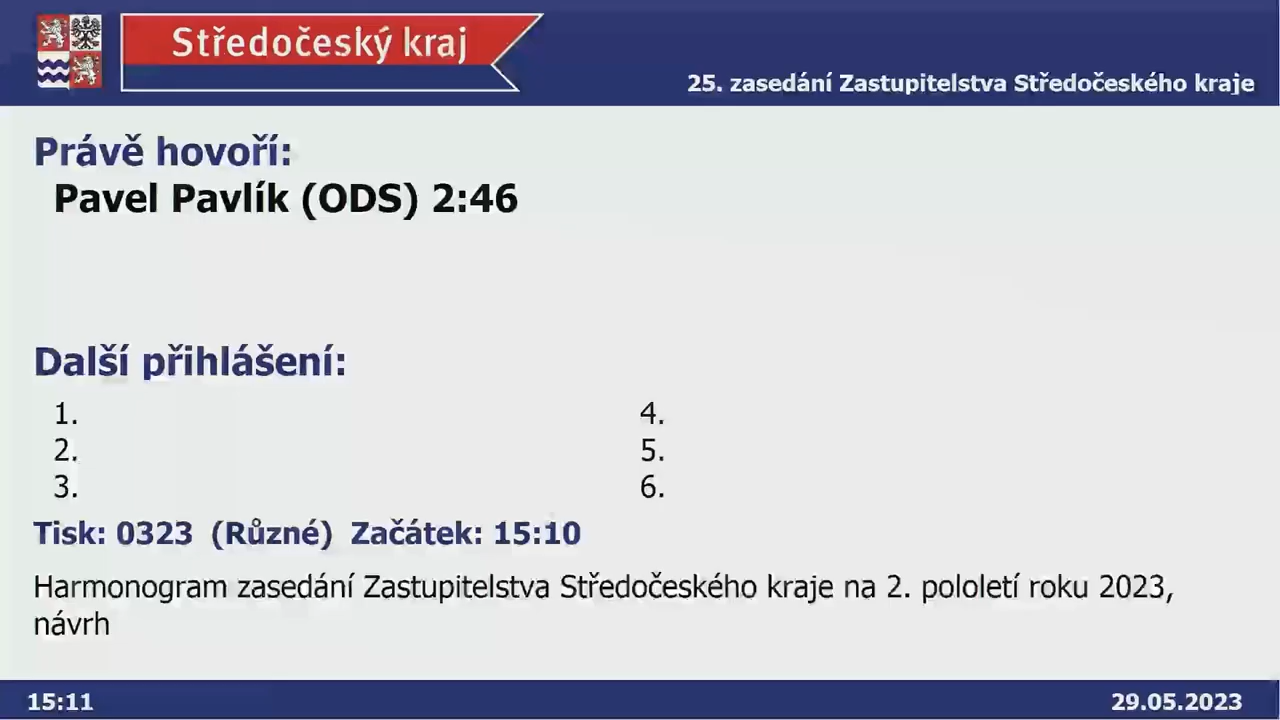 Středočeský kraj
25. zasedání Zastupitelstva Středočeského kraje
Právě hovoří:
Pavel Pavlík (ODS) 2:46
Další přihlášení:
1.
2.
3.
4.
5.
6.
Tisk: 0323 (Různé) Začátek: 15:10
Harmonogram zasedání Zastupitelstva Středočeského kraje na 2. pololetí roku 2023,
návrh
15:11
29.05.2023